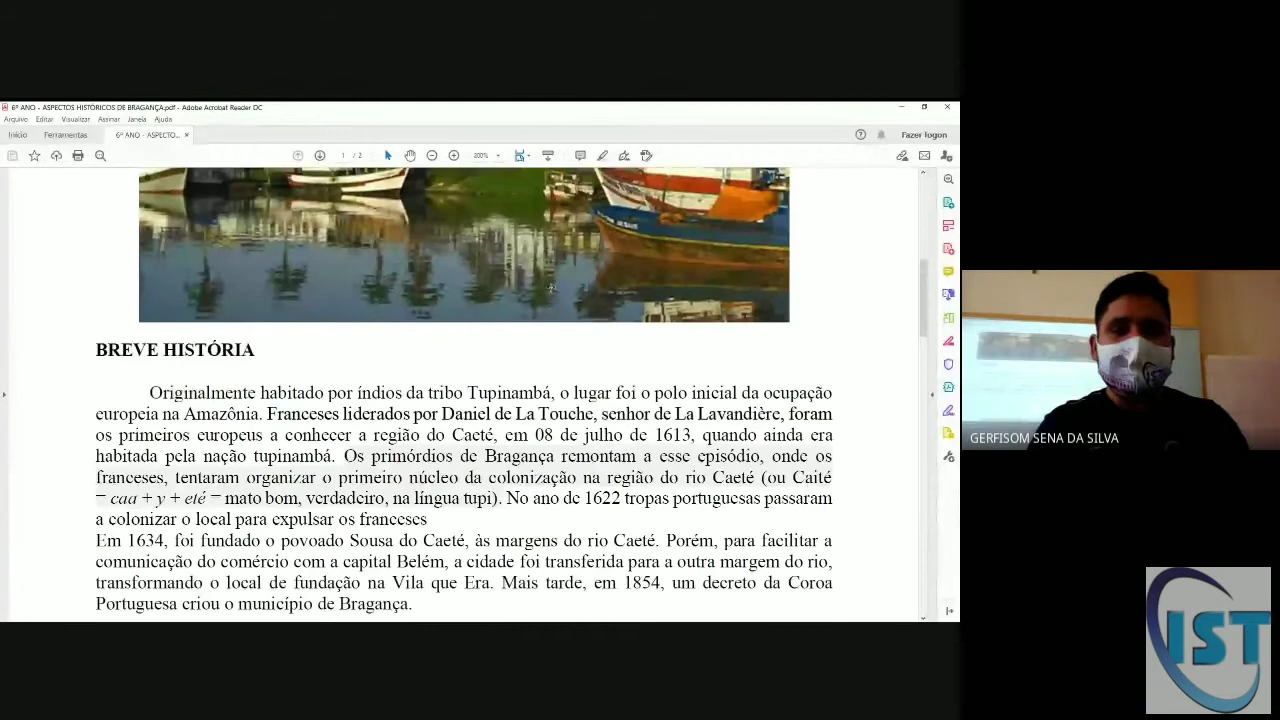 6º ANO - ASPECTOS HISTÓRICOS DE BRAGANÇA.pdf - Adobe Acrobat Reader DC
Arquivo Editar Visualizar Assinar Janela Ajuda
Início Ferramentas 6º ANO - ASPECTO... × Fazer logon
1 / 2 200%
BREVE HISTÓRIA
Originalmente habitado por índios da tribo Tupinambá, o lugar foi o polo inicial da ocupação
europeia na Amazônia. Franceses liderados por Daniel de La Touche, senhor de La Lavandière, foram
os primeiros europeus a conhecer a região do Caeté, em 08 de julho de 1613, quando ainda era
habitada pela nação tupinambá. Os primórdios de Bragança remontam a esse episódio, onde os
franceses, tentaram organizar o primeiro núcleo da colonização na região do rio Caeté (ou Caité
= caa + y + eté = mato bom, verdadeiro, na língua tupi). No ano de 1622 tropas portuguesas passaram
a colonizar o local para expulsar os franceses
Em 1634, foi fundado o povoado Sousa do Caeté, às margens do rio Caeté. Porém, para facilitar a
comunicação do comércio com a capital Belém, a cidade foi transferida para a outra margem do rio,
transformando o local de fundação na Vila que Era. Mais tarde, em 1854, um decreto da Coroa
Portuguesa criou o município de Bragança.
GERFISOM SENA DA SILVA
IST